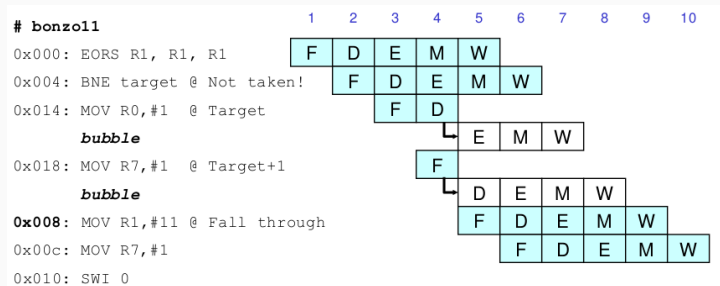 1 2 3 4 5 6 7 8 9 10
# bonzo11
0x000: EORS R1, R1, R1 F D E M W
0x004: BNE target @ Not taken! F D E M W
0x014: MOV R0,#1 @ Target F D
bubble E M W
0x018: MOV R7,#1 @ Target+1 F
bubble D E M W
0x008: MOV R1,#11 @ Fall through F D E M W
0x00c: MOV R7,#1 F D E M W
0x010: SWI 0